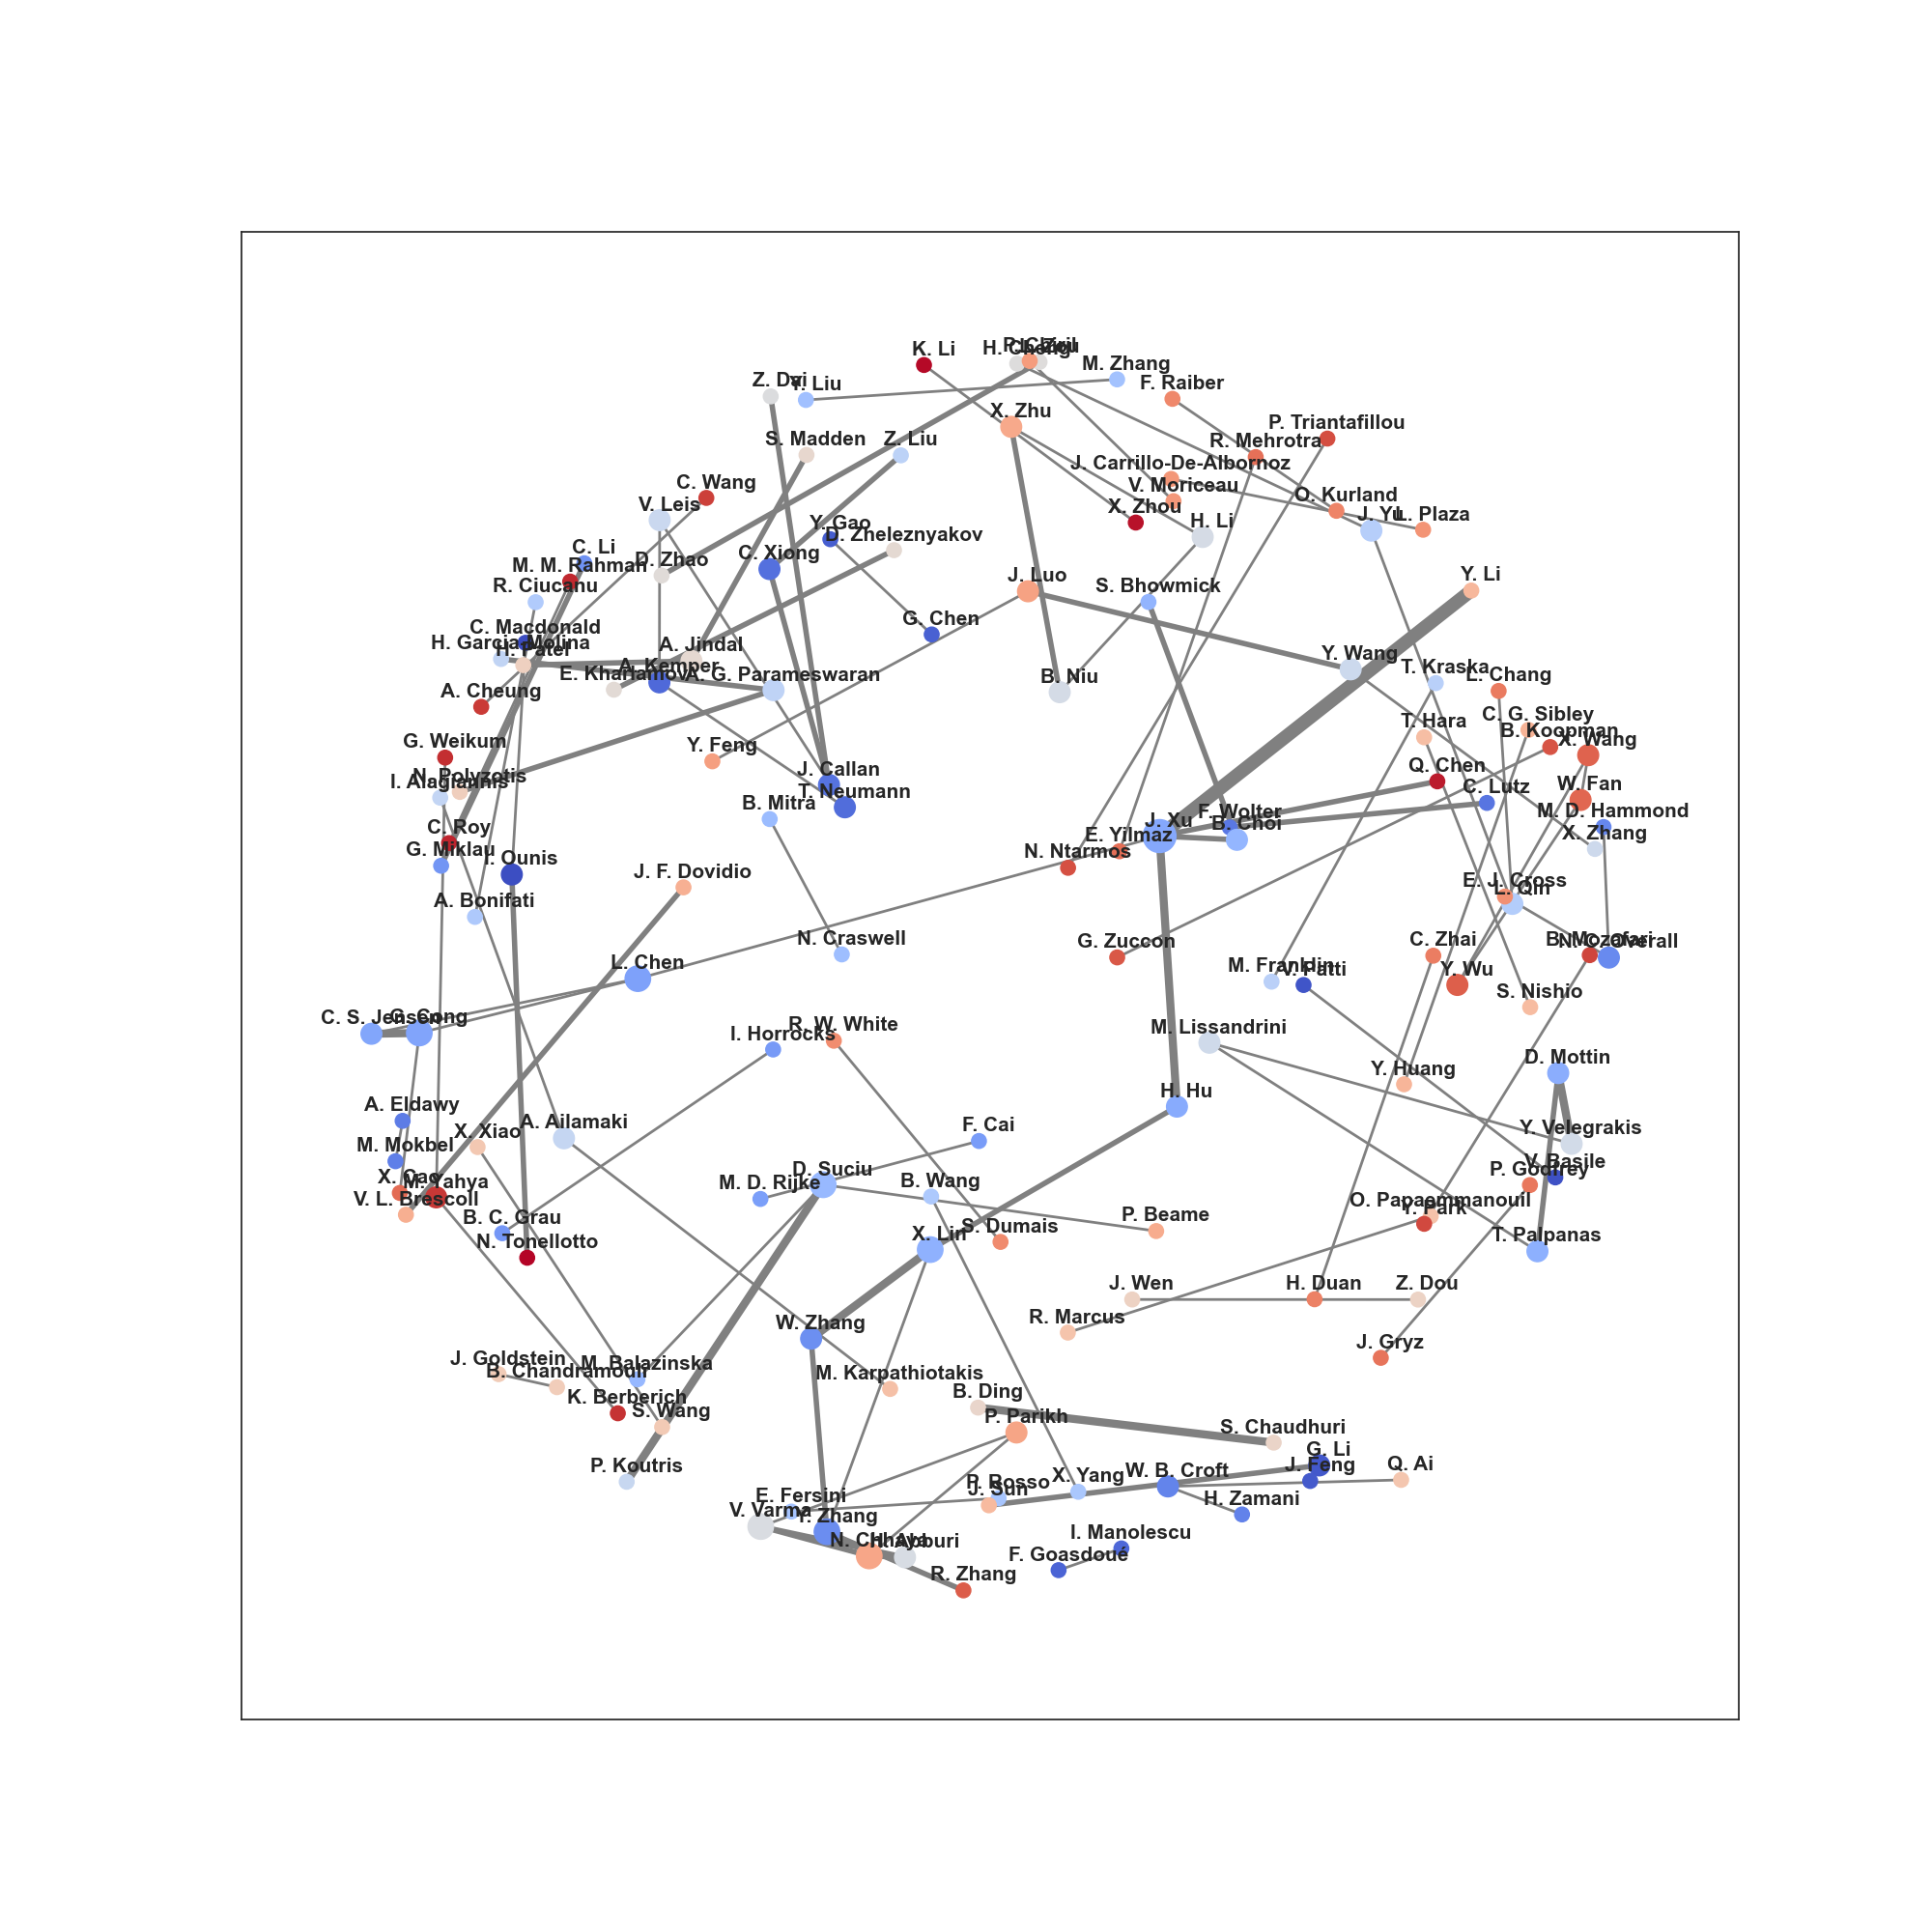 K. Li
H. Cheng
M. Zhang
Z. Dai
Y. Liu
F. Raiber
X. Zhu
P. Triantafillou
S. Madden
Z. Liu
R. Mehrotra
J. Carrillo-De-Albornoz
C. Wang
V. Moriceau
O. Kurland
V. Leis
X. Zhou
J. Yu
L. Plaza
Y. Gao
H. Li
D. Zheleznyakov
C. Li
C. Xiong
D. Zhao
M. M. Rahman
J. Luo
Y. Li
R. Ciucanu
S. Bhowmick
G. Chen
C. Macdonald
H. Garcia-Molina
A. Jindal
H. Patel
Y. Wang
A. Kemper
T. Kraska
E. Kharlamov
A. G. Parameswaran
B. Niu
L. Chang
A. Cheung
C. G. Sibley
T. Hara
B. Koopman
G. Weikum
Y. Feng
X. Wang
Q. Chen
J. Callan
N. Polyzotis
I. Alagiannis
W. Fan
C. Lutz
T. Neumann
B. Mitra
F. Wolter
M. D. Hammond
J. Xu
B. Choi
C. Roy
E. Yilmaz
X. Zhang
G. Miklau
I. Ounis
N. Ntarmos
J. F. Dovidio
E. J. Cross
L. Qin
A. Bonifati
N. Craswell
G. Zuccon
C. Zhai
B. Mozafari
N. C. Overall
L. Chen
M. Franklin
V. Patti
Y. Wu
S. Nishio
C. S. Jensen
G. Cong
I. Horrocks
R. W. White
M. Lissandrini
D. Mottin
Y. Huang
H. Hu
A. Eldawy
A. Ailamaki
F. Cai
X. Xiao
Y. Velegrakis
M. Mokbel
V. Basile
D. Suciu
P. Godfrey
X. Cao
M. Yahya
M. D. Rijke
B. Wang
V. L. Brescoll
O. Papaemmanouil
Y. Park
B. C. Grau
P. Beame
X. Lin
S. Dumais
N. Tonellotto
T. Palpanas
J. Wen
H. Duan
Z. Dou
W. Zhang
R. Marcus
J. Gryz
J. Goldstein
M. Balazinska
B. Chandramouli
M. Karpathiotakis
B. Ding
K. Berberich
S. Wang
P. Parikh
S. Chaudhuri
G. Li
P. Koutris
J. Feng
Q. Ai
W. B. Croft
X. Yang
P. Rosso
J. Sun
E. Fersini
H. Zamani
V. Varma
Y. Zhang
I. Manolescu
N. Chhaya
H. Abburi
F. Goasdoué
R. Zhang